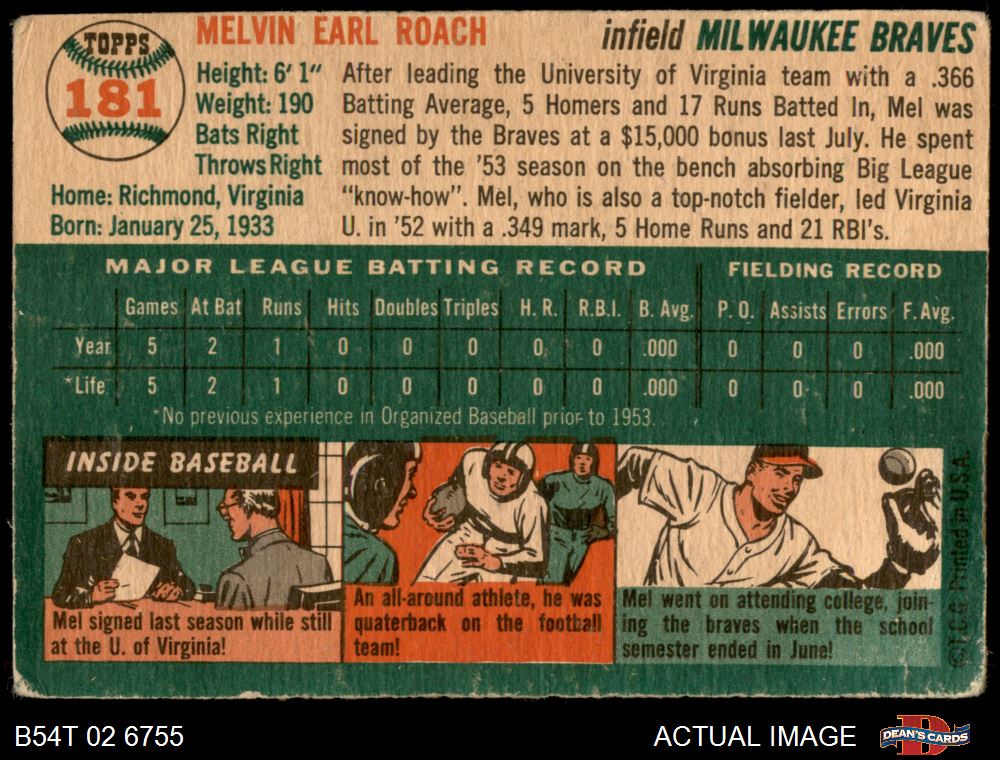 TOPPS
181
MELVIN EARL ROACH
infield MILWAUKEE BRAVES
Height: 6' 1"
Weight: 190
Bats Right
Throws Right
Home: Richmond, Virginia
Born: January 25, 1933
After leading the University of Virginia team with a .366
Batting Average, 5 Homers and 17 Runs Batted In, Mel was
signed by the Braves at a $15,000 bonus last July. He spent
most of the '53 season on the bench absorbing Big League
"know-how". Mel, who is also a top-notch fielder, led Virginia
U. in '52 with a .349 mark, 5 Home Runs and 21 RBI's.
MAJOR LEAGUE BATTING RECORD FIELDING RECORD
Games At Bat Runs Hits Doubles Triples H. R. R.B.I. B. Avg. P. O. Assists Errors F. Avg.
Year 5 2 1 0 0 0 0 0 .000 0 0 0 .000
*Life 5 2 1 0 0 0 0 0 .000 0 0 0 .000
*No previous experience in Organized Baseball prior to 1953.
INSIDE BASEBALL
Mel signed last season while still
at the U. of Virginia!
An all-around athlete, he was
quaterback on the football
team!
Mel went on attending college, join-
ing the braves when the school
semester ended in June!
©T.C.G. Printed in U.S.A.
B54T 02 6755
ACTUAL IMAGE
DEAN'S CARDS